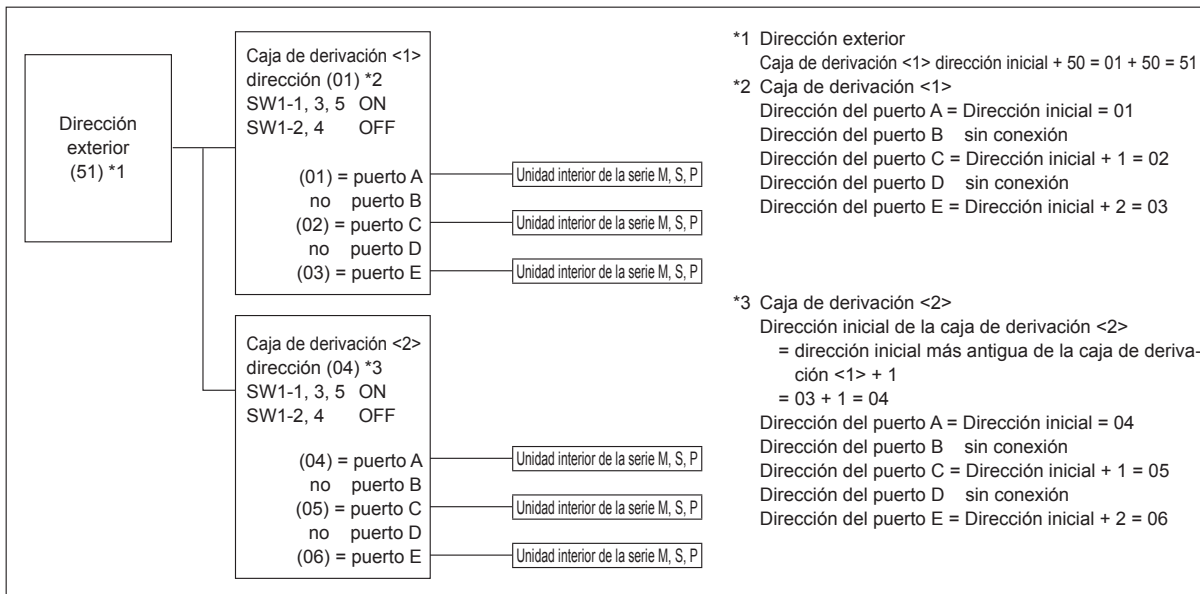 Dirección
exterior
(51) *1
Caja de derivación <1>
dirección (01) *2
SW1-1, 3, 5 ON
SW1-2, 4 OFF
(01) = puerto A
no puerto B
(02) = puerto C
no puerto D
(03) = puerto E
Unidad interior de la serie M, S, P
Unidad interior de la serie M, S, P
Unidad interior de la serie M, S, P
Caja de derivación <2>
dirección (04) *3
SW1-1, 3, 5 ON
SW1-2, 4 OFF
(04) = puerto A
no puerto B
(05) = puerto C
no puerto D
(06) = puerto E
Unidad interior de la serie M, S, P
Unidad interior de la serie M, S, P
Unidad interior de la serie M, S, P
*1 Dirección exterior
Caja de derivación <1> dirección inicial + 50 = 01 + 50 = 51
*2 Caja de derivación <1>
Dirección del puerto A = Dirección inicial = 01
Dirección del puerto B sin conexión
Dirección del puerto C = Dirección inicial + 1 = 02
Dirección del puerto D sin conexión
Dirección del puerto E = Dirección inicial + 2 = 03
*3 Caja de derivación <2>
Dirección inicial de la caja de derivación <2>
= dirección inicial más antigua de la caja de deriva-
ción <1> + 1
= 03 + 1 = 04
Dirección del puerto A = Dirección inicial = 04
Dirección del puerto B sin conexión
Dirección del puerto C = Dirección inicial + 1 = 05
Dirección del puerto D sin conexión
Dirección del puerto E = Dirección inicial + 2 = 06